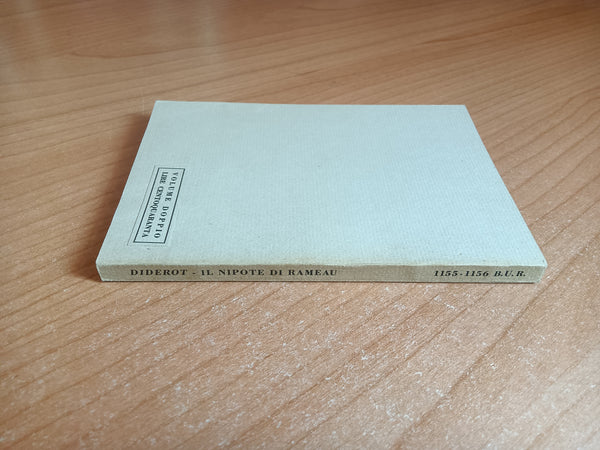 VOLUME DOPPIO
LIRE CENTOQUARANTA
DIDEROT - IL NIPOTE DI RAMEAU
1155-1156 B.U.R.